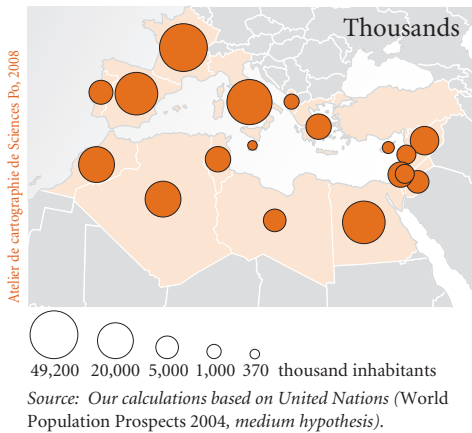 Thousands
Atelier de cartographie de Sciences Po, 2008
49,200 20,000 5,000 1,000 370 thousand inhabitants
Source: Our calculations based on United Nations (World
Population Prospects 2004, medium hypothesis).